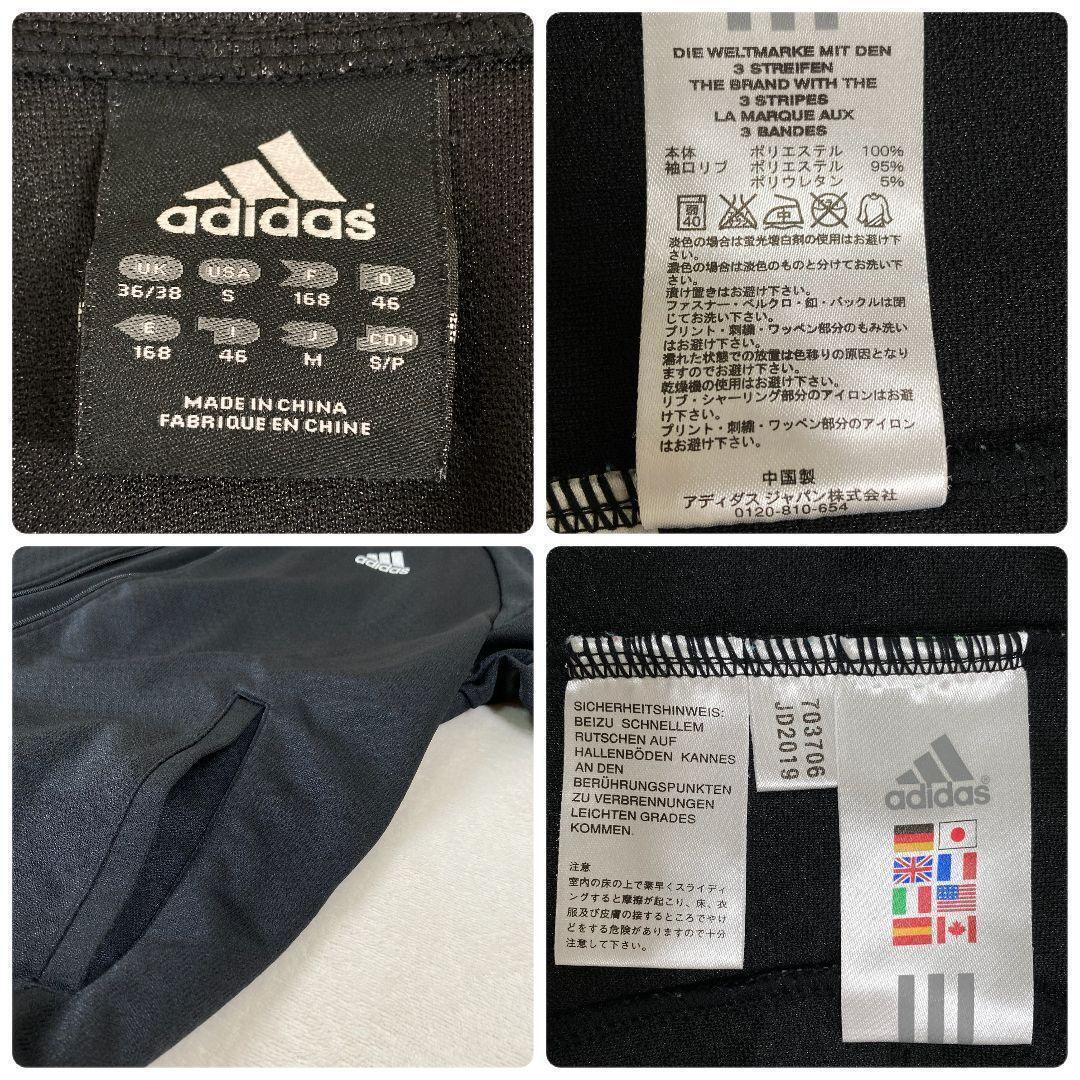 adidas
UK USA F D
36/38 S 168 46
E I J CDN
168 46 M S/P
MADE IN CHINA
FABRIQUE EN CHINE
DIE WELTMARKE MIT DEN
3 STREIFEN
THE BRAND WITH THE
3 STRIPES
LA MARQUE AUX
3 BANDES
本体 ポリエステル 100%
袖口リブ ポリエステル 95%
ポリウレタン 5%
弱 40 中
淡色の場合は蛍光増白剤の使用はお避け下
さい。
濃色の場合は淡色のものと分けてお洗い下
さい。
漬け置きはお避け下さい。
ファスナー・ベルクロ・釦・バックルは閉
じてお洗い下さい。
プリント・刺繍・ワッペン部分のもみ洗い
はお避け下さい。
濡れた状態での放置は色移りの原因となり
ますのでお避け下さい。
乾燥機の使用はお避け下さい。
リブ・シャーリング部分のアイロンはお避
け下さい。
プリント・刺繍・ワッペン部分のアイロン
はお避け下さい。
中国製
アディダス ジャパン株式会社
0120-810-654
adidas
SICHERHEITSHINWEIS:
BEIZU SCHNELLEM
RUTSCHEN AUF
HALLENBÖDEN KANNES
AN DEN
BERÜHRUNGSPUNKTEN
ZU VERBRENNUNGEN
LEICHTEN GRADES
KOMMEN.
注意
室内の床の上で素早くスライディ
ングすると摩擦が起こり、床、衣
服及び皮膚の接するところでやけ
どをする危険がありますので十分
注意して下さい。
703706
JD2019
adidas